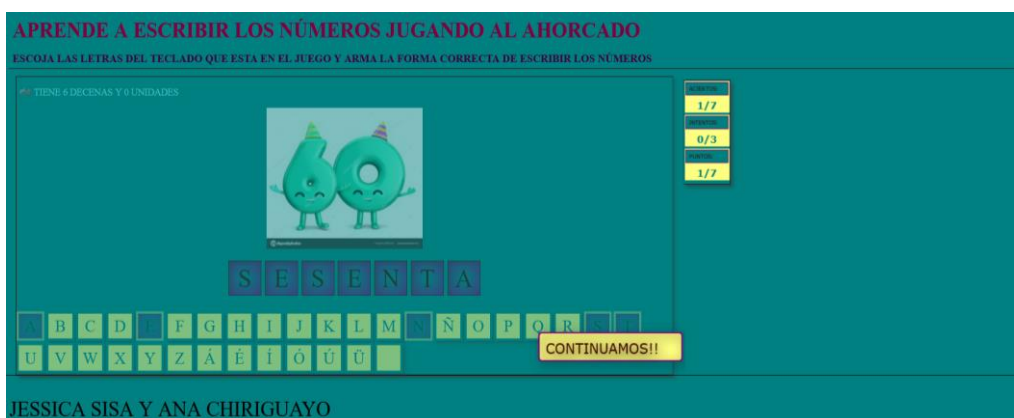 APRENDE A ESCRIBIR LOS NÚMEROS JUGANDO AL AHORCADO
ESCOJA LAS LETRAS DEL TECLADO QUE ESTA EN EL JUEGO Y ARMA LA FORMA CORRECTA DE ESCRIBIR LOS NÚMEROS
TIENE 6 DECENAS Y 0 UNIDADES
ACIERTOS
1/7
INTENTOS
0/3
PUNTOS
1/7
60
S E S E N T A
A B C D E F G H I J K L M N Ñ O P Q R S T
U V W X Y Z Á É Í Ó Ú Ü
CONTINUAMOS!!
JESSICA SISA Y ANA CHIRIGUAYO